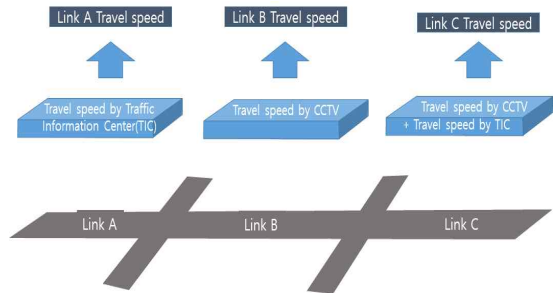 Link A Travel speed
Link B Travel speed
Link C Travel speed
Travel speed by Traffic
Information Center(TIC)
Travel speed by CCTV
Travel speed by CCTV
+ Travel speed by TIC
Link A
Link B
Link C